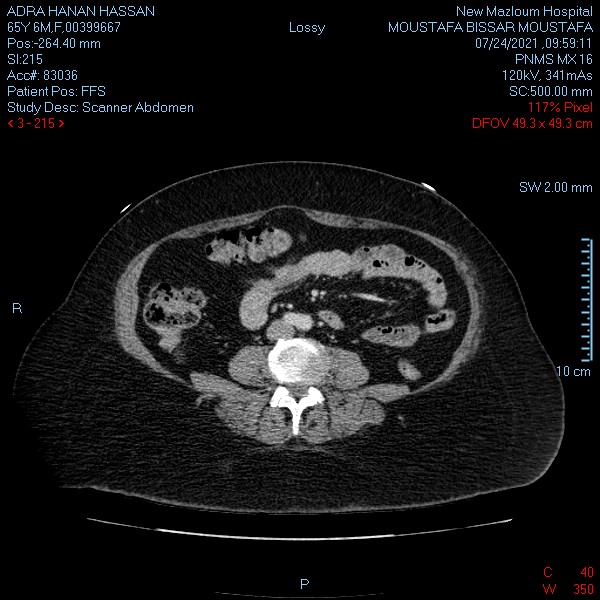 ADRA HANAN HASSAN
65Y 6M,F,00399667
Pos:-264.40 mm
SI:215
Acc#: 83036
Patient Pos: FFS
Study Desc: Scanner Abdomen
< 3 - 215 >
Lossy
New Mazloum Hospital
MOUSTAFA BISSAR MOUSTAFA
07/24/2021 ,09:59:11
PNMS MX 16
120kV, 341mAs
SC:500.00 mm
117% Pixel
DFOV 49.3 x 49.3 cm
SW 2.00 mm
R
10 cm
P
C 40
W 350